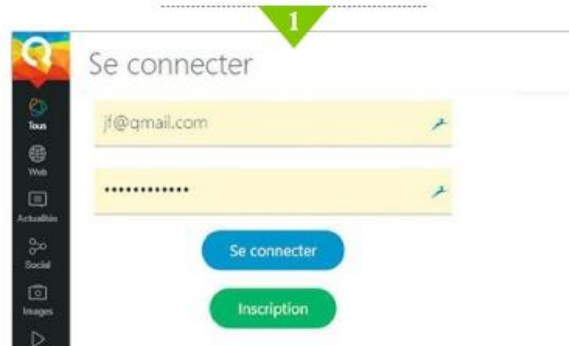 1
Se connecter
jf@qmail.com
Tous
Web
••••••••••••
Actualités
Se connecter
Social
Images
Inscription